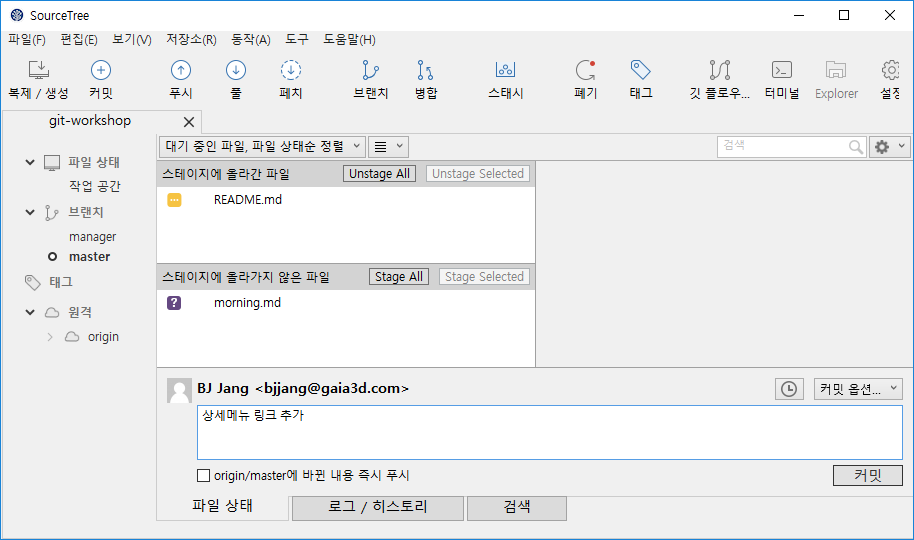 SourceTree
파일(F) 편집(E) 보기(V) 저장소(R) 동작(A) 도구 도움말(H)
복제 / 생성 커밋 푸시 풀 페치 브랜치 병합 스태시 폐기 태그 깃 플로우... 터미널 Explorer 설정
git-workshop
대기 중인 파일, 파일 상태순 정렬 검색
파일 상태
작업 공간
브랜치
manager
master
태그
원격
origin
스테이지에 올라간 파일 Unstage All Unstage Selected
README.md
스테이지에 올라가지 않은 파일 Stage All Stage Selected
morning.md
BJ Jang <bjjang@gaia3d.com> 커밋 옵션...
상세메뉴 링크 추가
origin/master에 바뀐 내용 즉시 푸시 커밋
파일 상태 로그 / 히스토리 검색